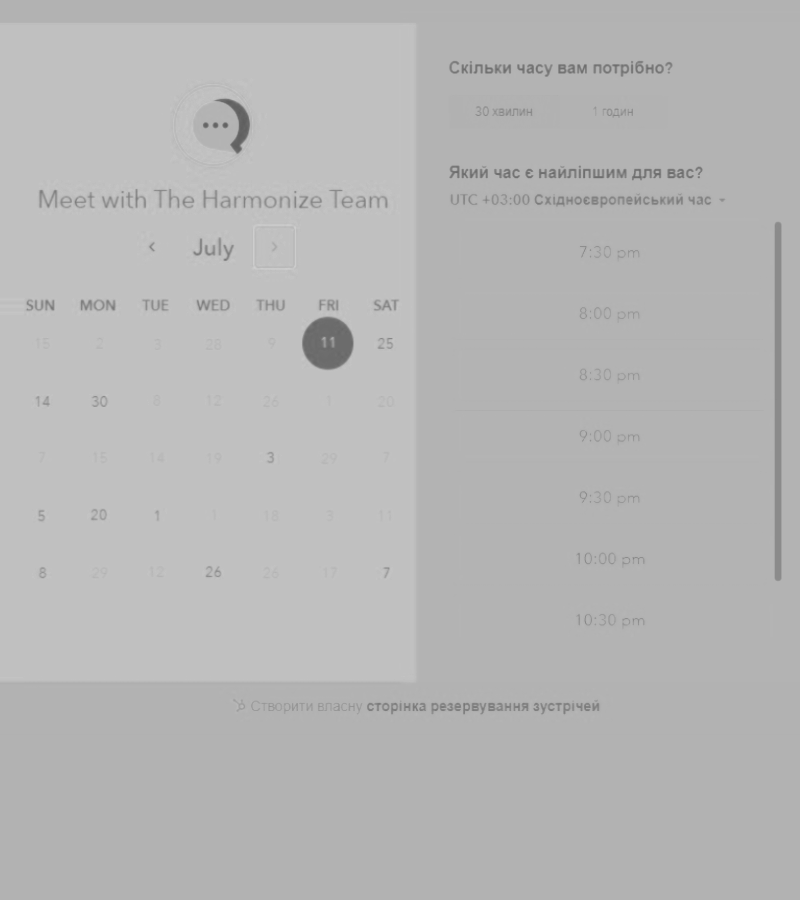 Meet with The Harmonize Team
July
SUN MON TUE WED THU FRI SAT
15 2 3 28 9 11 25
14 30 8 12 26 1 20
7 15 14 19 3 29 7
5 20 1 1 18 3 11
8 29 12 26 26 17 7
Скільки часу вам потрібно?
30 хвилин 1 годин
Який час є найліпшим для вас?
UTC +03:00 Східноєвропейський час
7:30 pm
8:00 pm
8:30 pm
9:00 pm
9:30 pm
10:00 pm
10:30 pm
Створити власну сторінка резервування зустрічей